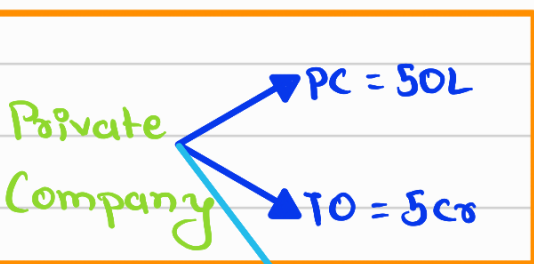 PC = 50L
Private
Company
TO = 5Cr